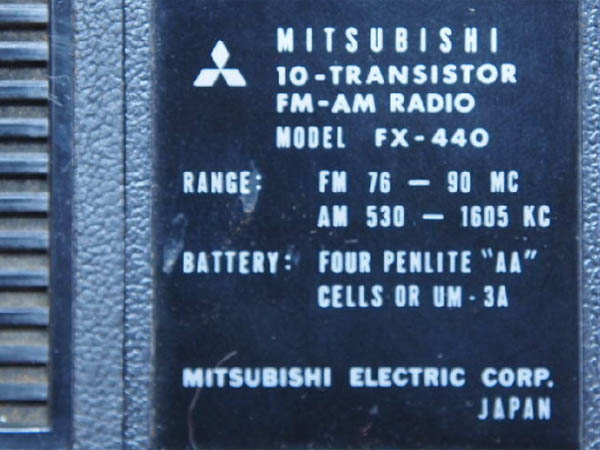 MITSUBISHI
10-TRANSISTOR
FM-AM RADIO
MODEL FX-440
RANGE: FM 76 — 90 MC
AM 530 — 1605 KC
BATTERY: FOUR PENLITE "AA"
CELLS OR UM-3A
MITSUBISHI ELECTRIC CORP.
JAPAN